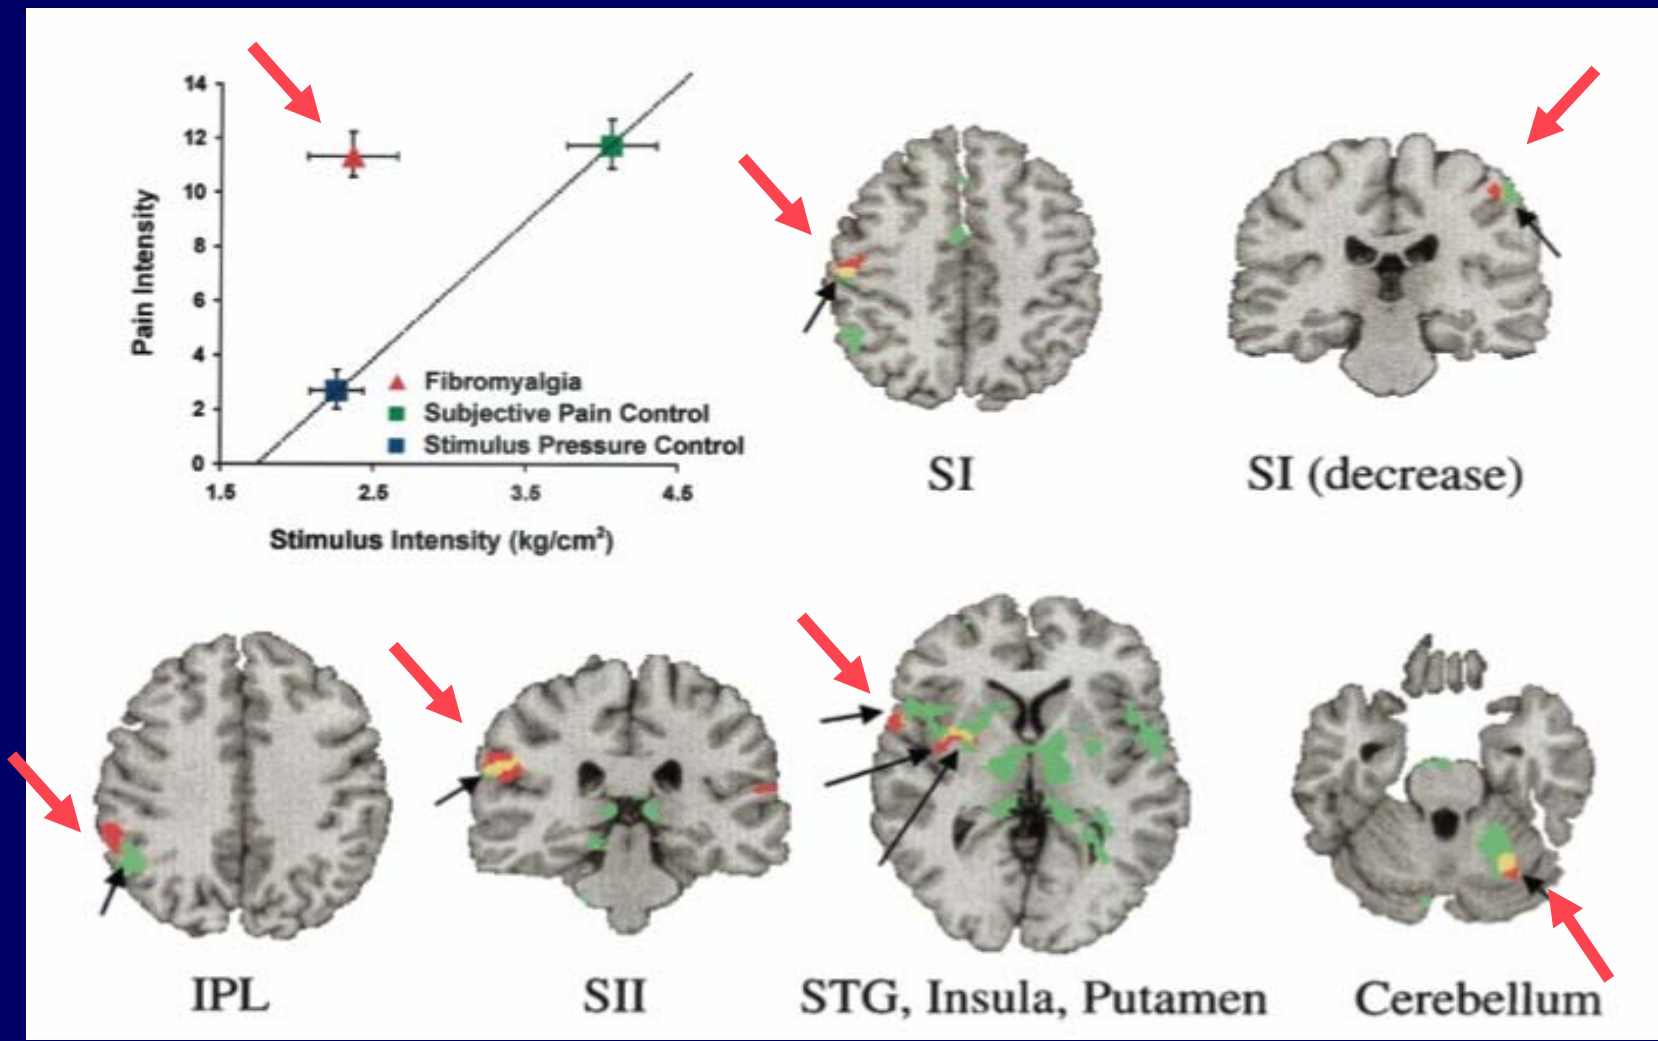 14
12
10
8
6
4
2
0
Pain Intensity
Fibromyalgia
Subjective Pain Control
Stimulus Pressure Control
1.5 2.5 3.5 4.5
Stimulus Intensity (kg/cm²)
SI
SI (decrease)
IPL
SII
STG, Insula, Putamen
Cerebellum